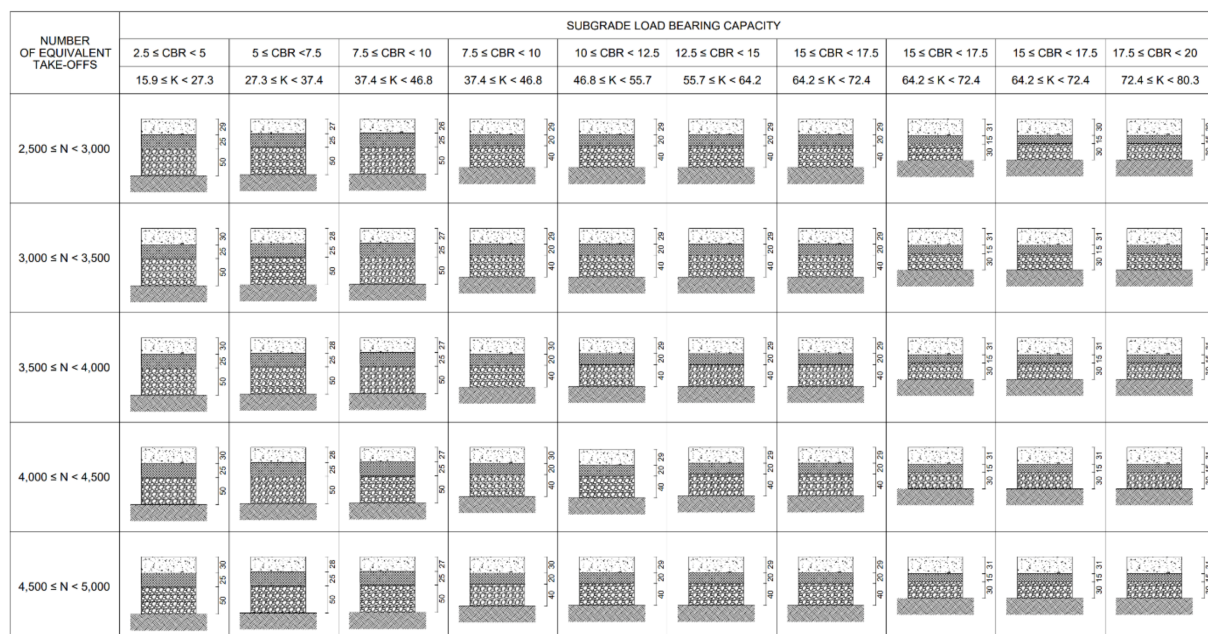 NUMBER
OF EQUIVALENT
TAKE-OFFS
SUBGRADE LOAD BEARING CAPACITY
2.5 ≤ CBR < 5
5 ≤ CBR <7.5
7.5 ≤ CBR < 10
7.5 ≤ CBR < 10
10 ≤ CBR < 12.5
12.5 ≤ CBR < 15
15 ≤ CBR < 17.5
15 ≤ CBR < 17.5
15 ≤ CBR < 17.5
17.5 ≤ CBR < 20
15.9 ≤ K < 27.3
27.3 ≤ K < 37.4
37.4 ≤ K < 46.8
37.4 ≤ K < 46.8
46.8 ≤ K < 55.7
55.7 ≤ K < 64.2
64.2 ≤ K < 72.4
64.2 ≤ K < 72.4
64.2 ≤ K < 72.4
72.4 ≤ K < 80.3
2,500 ≤ N < 3,000
29 25 50
27 25 50
26 25 50
29 20 40
29 20 40
29 20 40
29 20 40
31 15 30
30 15 30
3,000 ≤ N < 3,500
30 25 50
28 25 50
27 25 50
29 20 40
29 20 40
29 20 40
29 20 40
31 15 30
31 15 30
3,500 ≤ N < 4,000
30 25 50
28 25 50
27 25 50
30 20 40
29 20 40
29 20 40
29 20 40
31 15 30
31 15 30
4,000 ≤ N < 4,500
30 25 50
28 25 50
27 25 50
30 20 40
29 20 40
29 20 40
29 20 40
31 15 30
31 15 30
4,500 ≤ N < 5,000
30 25 50
28 25 50
27 25 50
30 20 40
29 20 40
29 20 40
29 20 40
31 15 30
31 15 30